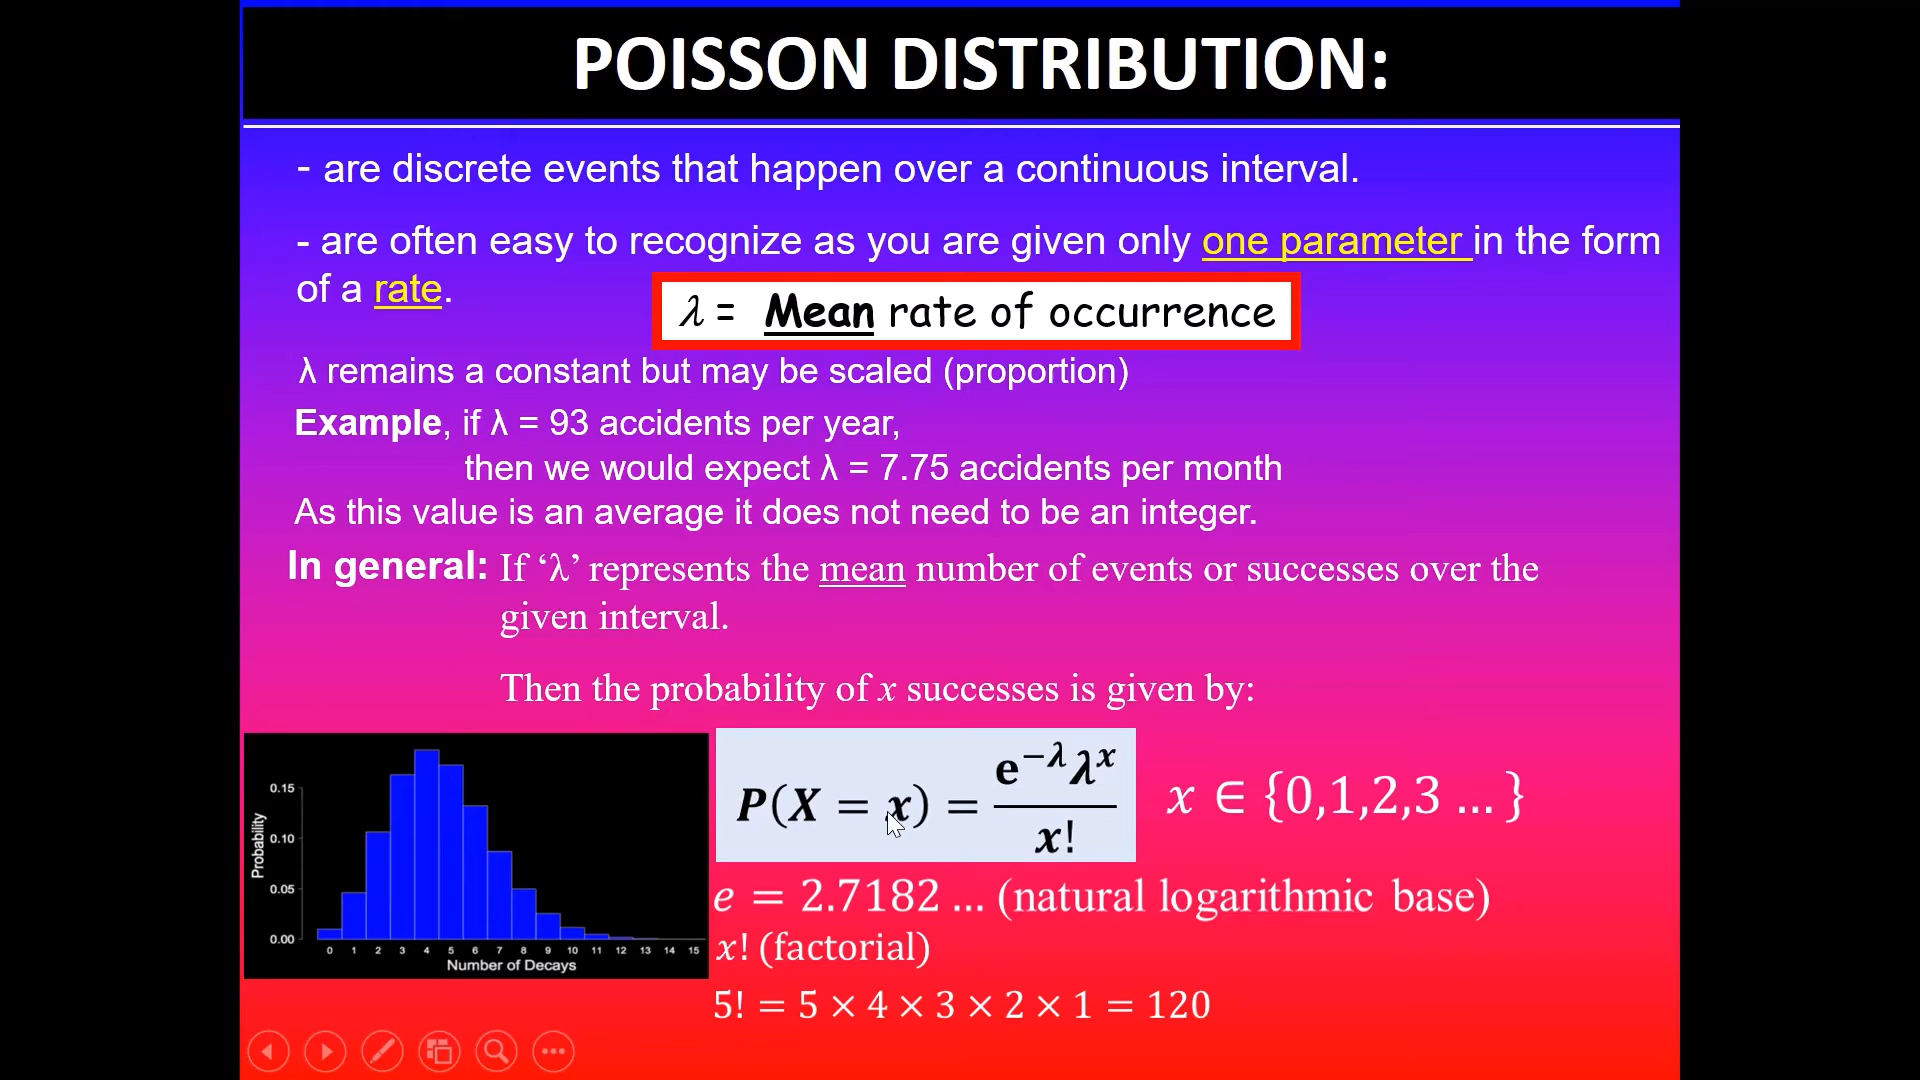 POISSON DISTRIBUTION:
- are discrete events that happen over a continuous interval.
- are often easy to recognize as you are given only one parameter in the form
of a rate.
λ = Mean rate of occurrence
λ remains a constant but may be scaled (proportion)
Example, if λ = 93 accidents per year,
then we would expect λ = 7.75 accidents per month
As this value is an average it does not need to be an integer.
In general: If ‘λ’ represents the mean number of events or successes over the
given interval.
Then the probability of x successes is given by:
P(X = x) = e^{−λ}λ^x / x!
x ∈ {0,1,2,3 … }
e = 2.7182 … (natural logarithmic base)
x! (factorial)
5! = 5 × 4 × 3 × 2 × 1 = 120
Probability
0.15
0.10
0.05
0.00
0 1 2 3 4 5 6 7 8 9 10 11 12 13 14 15
Number of Decays